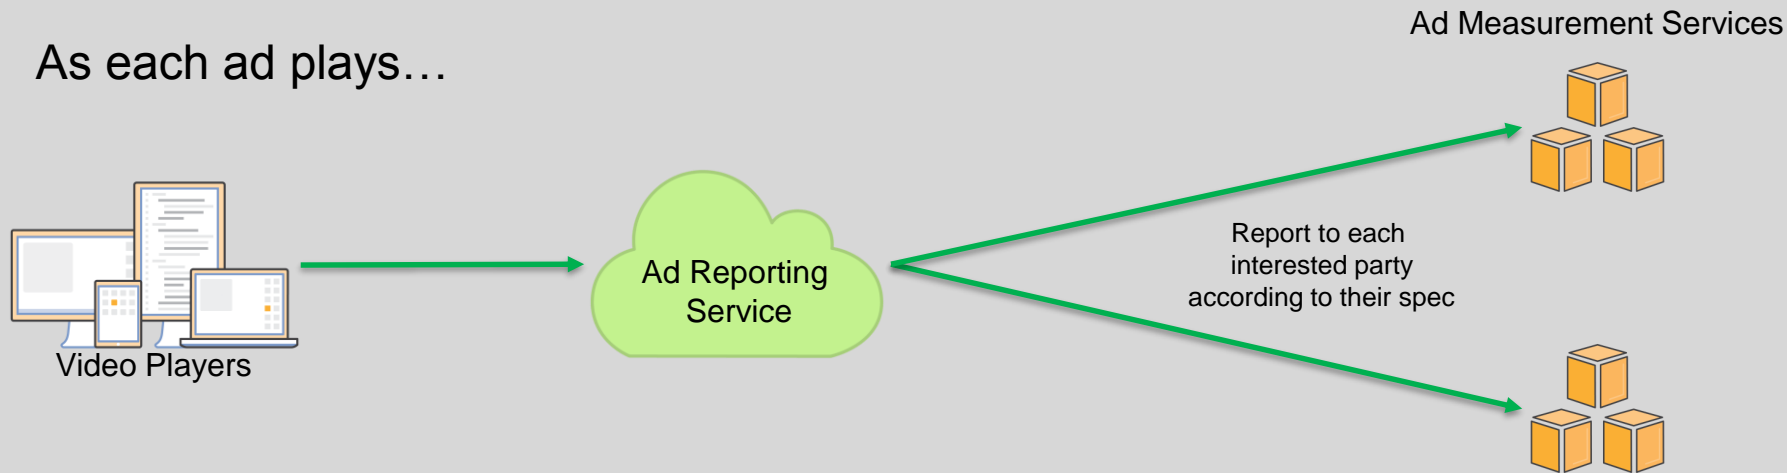 Ad Measurement Services
As each ad plays…
Ad Reporting
Service
Report to each
interested party
according to their spec
Video Players